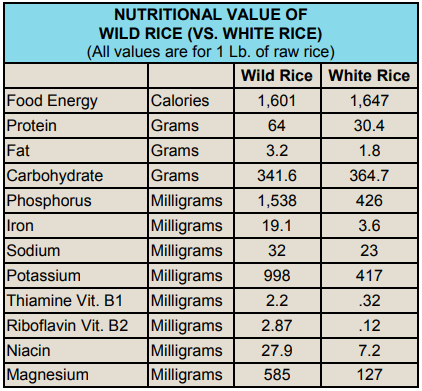 NUTRITIONAL VALUE OF
WILD RICE (VS. WHITE RICE)
(All values are for 1 Lb. of raw rice)
Wild Rice White Rice
Food Energy Calories 1,601 1,647
Protein Grams 64 30.4
Fat Grams 3.2 1.8
Carbohydrate Grams 341.6 364.7
Phosphorus Milligrams 1,538 426
Iron Milligrams 19.1 3.6
Sodium Milligrams 32 23
Potassium Milligrams 998 417
Thiamine Vit. B1 Milligrams 2.2 .32
Riboflavin Vit. B2 Milligrams 2.87 .12
Niacin Milligrams 27.9 7.2
Magnesium Milligrams 585 127